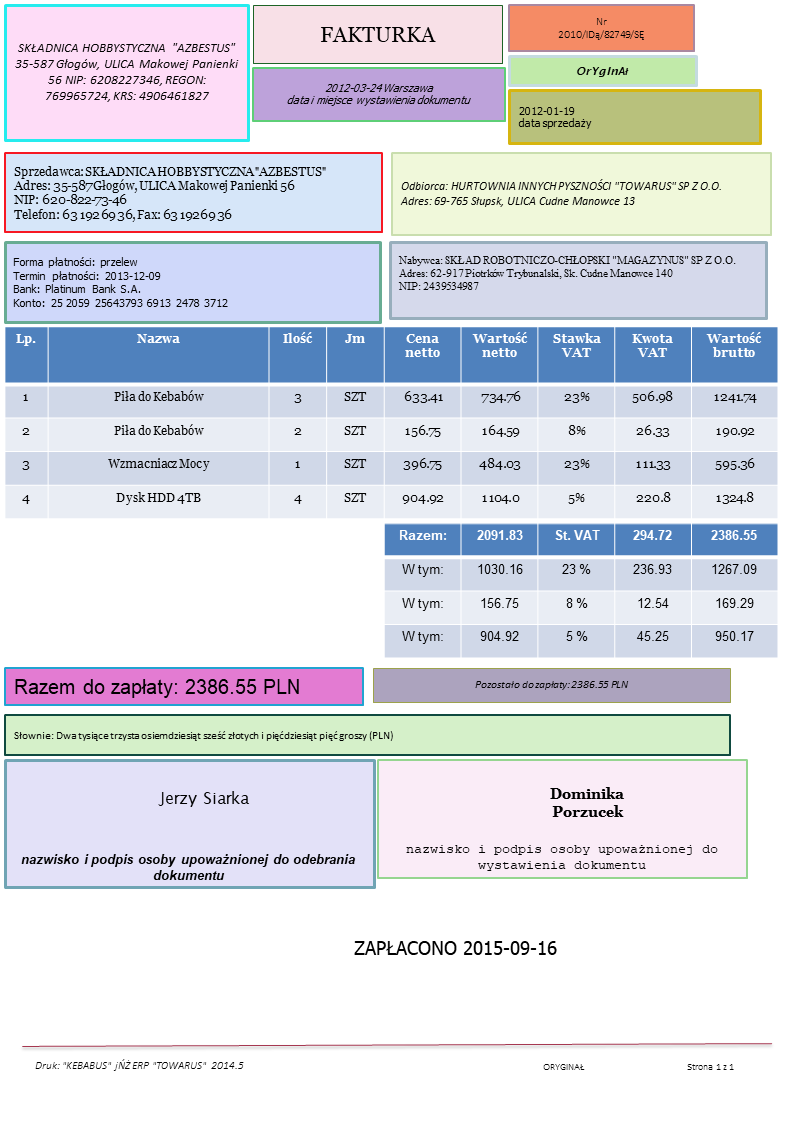 SKŁADNICA HOBBYSTYCZNA "AZBESTUS"
35-587 Głogów, ULICA Makowej Panienki
56 NIP: 6208227346, REGON:
769965724, KRS: 4906461827
FAKTURKA
2012-03-24 Warszawa
data i miejsce wystawienia dokumentu
Nr
2010/IDą/82749/SĘ
OrYgInAł
2012-01-19
data sprzedaży
Sprzedawca: SKŁADNICA HOBBYSTYCZNA "AZBESTUS"
Adres: 35-587 Głogów, ULICA Makowej Panienki 56
NIP: 620-822-73-46
Telefon: 63 192 69 36, Fax: 63 192 69 36
Odbiorca: HURTOWNIA INNYCH PYSZNOŚCI "TOWARUS" SP Z O.O.
Adres: 69-765 Słupsk, ULICA Cudne Manowce 13
Forma płatności: przelew
Termin płatności: 2013-12-09
Bank: Platinum Bank S.A.
Konto: 25 2059 25643793 6913 2478 3712
Nabywca: SKŁAD ROBOTNICZO-CHŁOPSKI "MAGAZYNUS" SP Z O.O.
Adres: 62-917 Piotrków Trybunalski, Sk. Cudne Manowce 140
NIP: 2439534987
Lp. Nazwa Ilość Jm Cena netto Wartość netto Stawka VAT Kwota VAT Wartość brutto
1 Piła do Kebabów 3 SZT 633.41 734.76 23% 506.98 1241.74
2 Piła do Kebabów 2 SZT 156.75 164.59 8% 26.33 190.92
3 Wzmacniacz Mocy 1 SZT 396.75 484.03 23% 111.33 595.36
4 Dysk HDD 4TB 4 SZT 904.92 1104.0 5% 220.8 1324.8
Razem: 2091.83 St. VAT 294.72 2386.55
W tym: 1030.16 23 % 236.93 1267.09
W tym: 156.75 8 % 12.54 169.29
W tym: 904.92 5 % 45.25 950.17
Razem do zapłaty: 2386.55 PLN
Pozostało do zapłaty: 2386.55 PLN
Słownie: Dwa tysiące trzysta osiemdziesiąt sześć złotych i pięćdziesiąt pięć groszy (PLN)
Jerzy Siarka
nazwisko i podpis osoby upoważnionej do odebrania
dokumentu
Dominika
Porzucek
nazwisko i podpis osoby upoważnionej do
wystawienia dokumentu
ZAPŁACONO 2015-09-16
Druk: "KEBABUS" jŃŻ ERP "TOWARUS" 2014.5
ORYGINAŁ
Strona 1 z 1